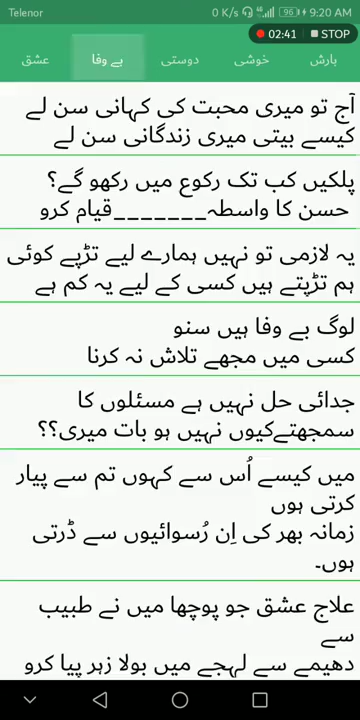 Telenor 0 K/s 4G 96 9:20 AM
02:41 STOP
بارش خوشی دوستی بے وفا عشق
آج تو میری محبت کی کہانی سن لے
کیسے بیتی میری زندگانی سن لے
پلکیں کب تک رکوع میں رکھو گے؟
حسن کا واسطہ_______قیام کرو
یہ لازمی تو نہیں ہمارے لیے تڑپے کوئی
ہم تڑپتے ہیں کسی کے لیے یہ کم ہے
لوگ بے وفا ہیں سنو
کسی میں مجھے تلاش نہ کرنا
جدائی حل نہیں ہے مسئلوں کا
سمجھتےکیوں نہیں ہو بات میری؟؟
میں کیسے اُس سے کہوں تم سے پیار
کرتی ہوں
زمانہ بھر کی اِن رُسوائیوں سے ڈرتی
ہوں۔
علاج عشق جو پوچھا میں نے طبیب
سے
دھیمے سے لہجے میں بولا زہر پیا کرو